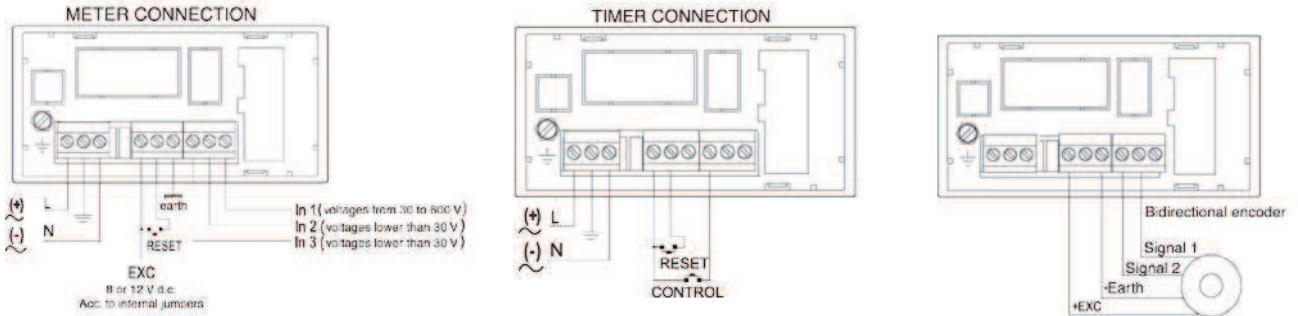 METER CONNECTION
(+) L
(-) N
earth
RESET
EXC
8 or 12 V d.c.
Acc. to internal jumpers
In 1 (voltages from 30 to 600 V)
In 2 (voltages lower than 30 V)
In 3 (voltages lower than 30 V)
TIMER CONNECTION
(+) L
(-) N
RESET
CONTROL
Bidirectional encoder
Signal 1
Signal 2
-Earth
+EXC